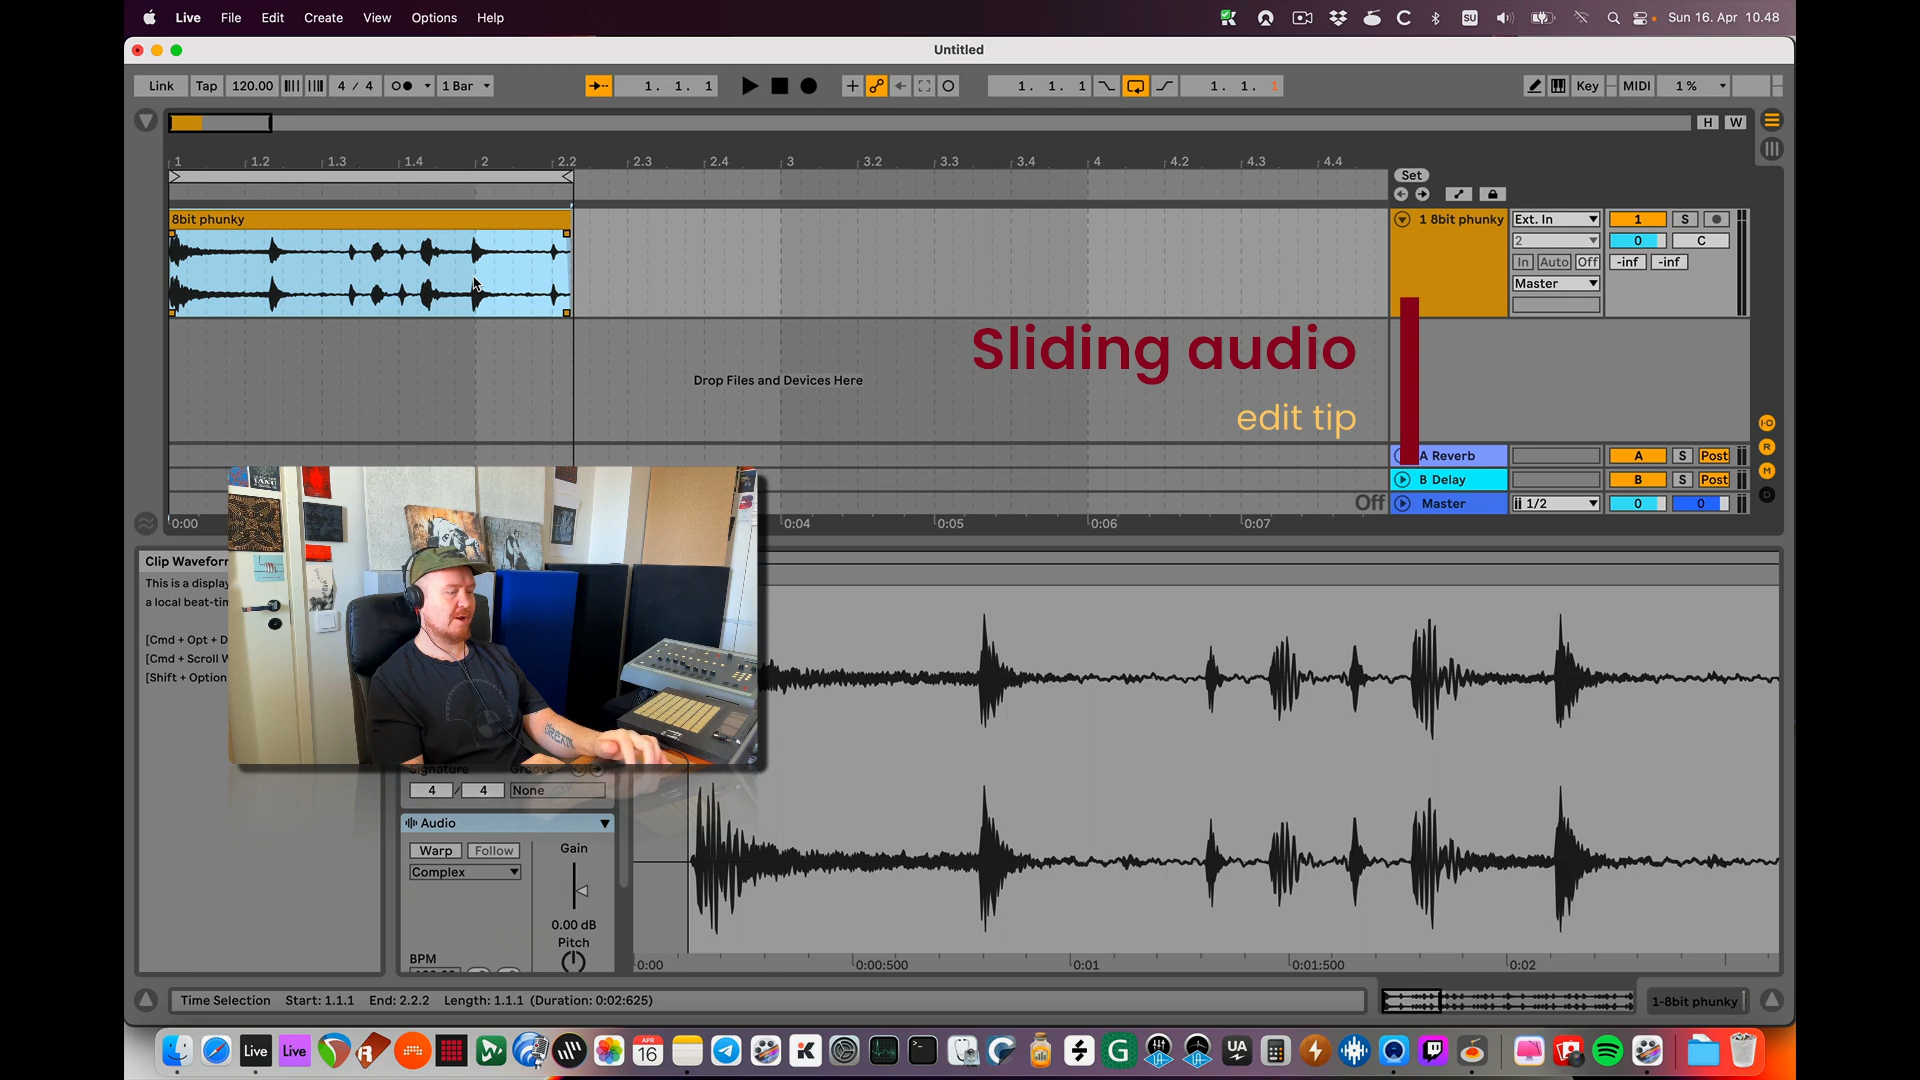 Live File Edit Create View Options Help
SU
Sun 16. Apr 10.48
Untitled
Link Tap 120.00 4 / 4 1 Bar
1. 1. 1
1. 1. 1
1. 1. 1
Key MIDI 1 %
H W
1 1.2 1.3 1.4 2 2.2 2.3 2.4 3 3.2 3.3 3.4 4 4.2 4.3 4.4
Set
8bit phunky
1 8bit phunky Ext. In 1 S
2 0 C
In Auto Off -inf -inf
Master
Sliding audio
Drop Files and Devices Here
edit tip
A Reverb A S Post
B Delay B S Post
Off Master 1/2 0 0
0:00 0:04 0:05 0:06 0:07
Clip Waveform
This is a display
a local beat-tim
[Cmd + Opt + D
[Cmd + Scroll W
[Shift + Option
DREAM
Signature Groove
4 / 4 None
Audio
Warp Follow Gain
Complex
0.00 dB
Pitch
BPM
0:00 0:00:500 0:01 0:01:500 0:02
Time Selection Start: 1.1.1 End: 2.2.2 Length: 1.1.1 (Duration: 0:02:625)
1-8bit phunky
Live Live APR 16 UA